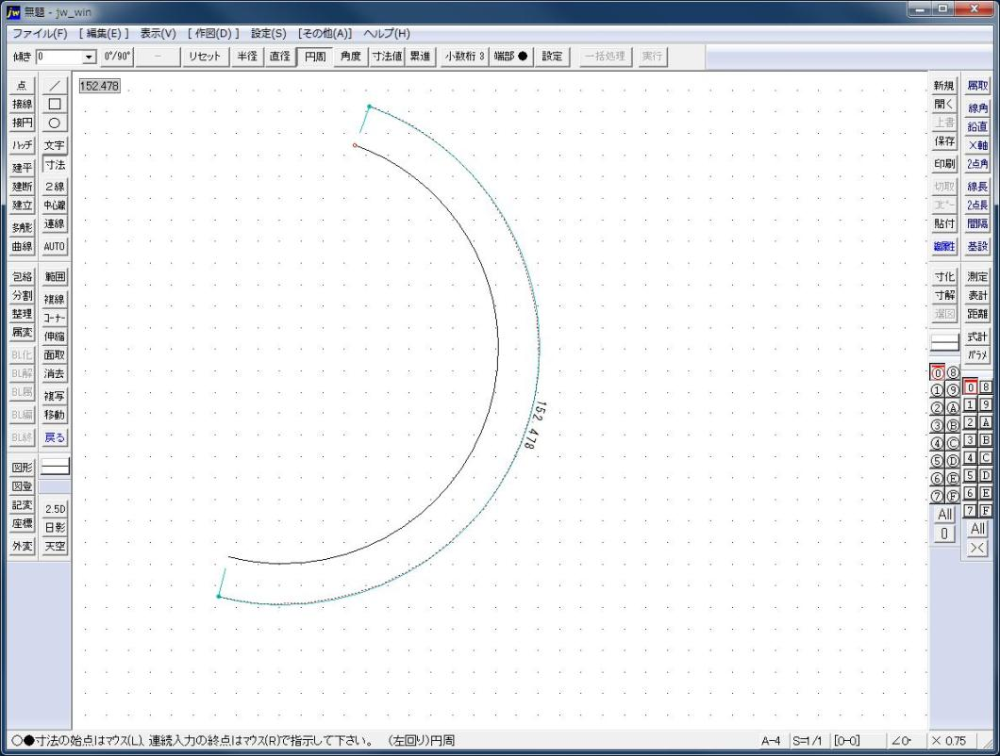 無題 - jw_win
ファイル(F) [ 編集(E) ] 表示(V) [ 作図(D) ] 設定(S) [その他(A)] ヘルプ(H)
傾き 0 0°/90° － リセット 半径 直径 円周 角度 寸法値 累進 小数桁 3 端部 ● 設定 一括処理 実行
152.478
点 ／
接線 □
接円 ○
ハッチ 文字
建平 寸法
建断 2線
建立 中心線
多角形 連線
曲線 AUTO
包絡 範囲
分割 複線
整理 コーナー
属変 伸縮
BL化 面取
BL解 消去
BL属 複写
BL編 移動
BL終 戻る
図形
図登
記変 2.5D
座標 日影
外変 天空
152.478
新規 属取
開く 線角
上書 鉛直
保存 X軸
印刷 2点角
切取 線長
コピー 2点長
貼付 間隔
線属性 基設
寸化 測定
寸解 表計
選図 距離
式計
パラメ
0 8 0 8
1 9 1 9
2 A 2 A
3 B 3 B
4 C 4 C
5 D 5 D
6 E 6 E
7 F 7 F
All All
0 ×
○●寸法の始点はマウス(L)、連続入力の終点はマウス(R)で指示して下さい。 (左回り)円周
A-4 S=1/1 [0-0] ∠0 × 0.75